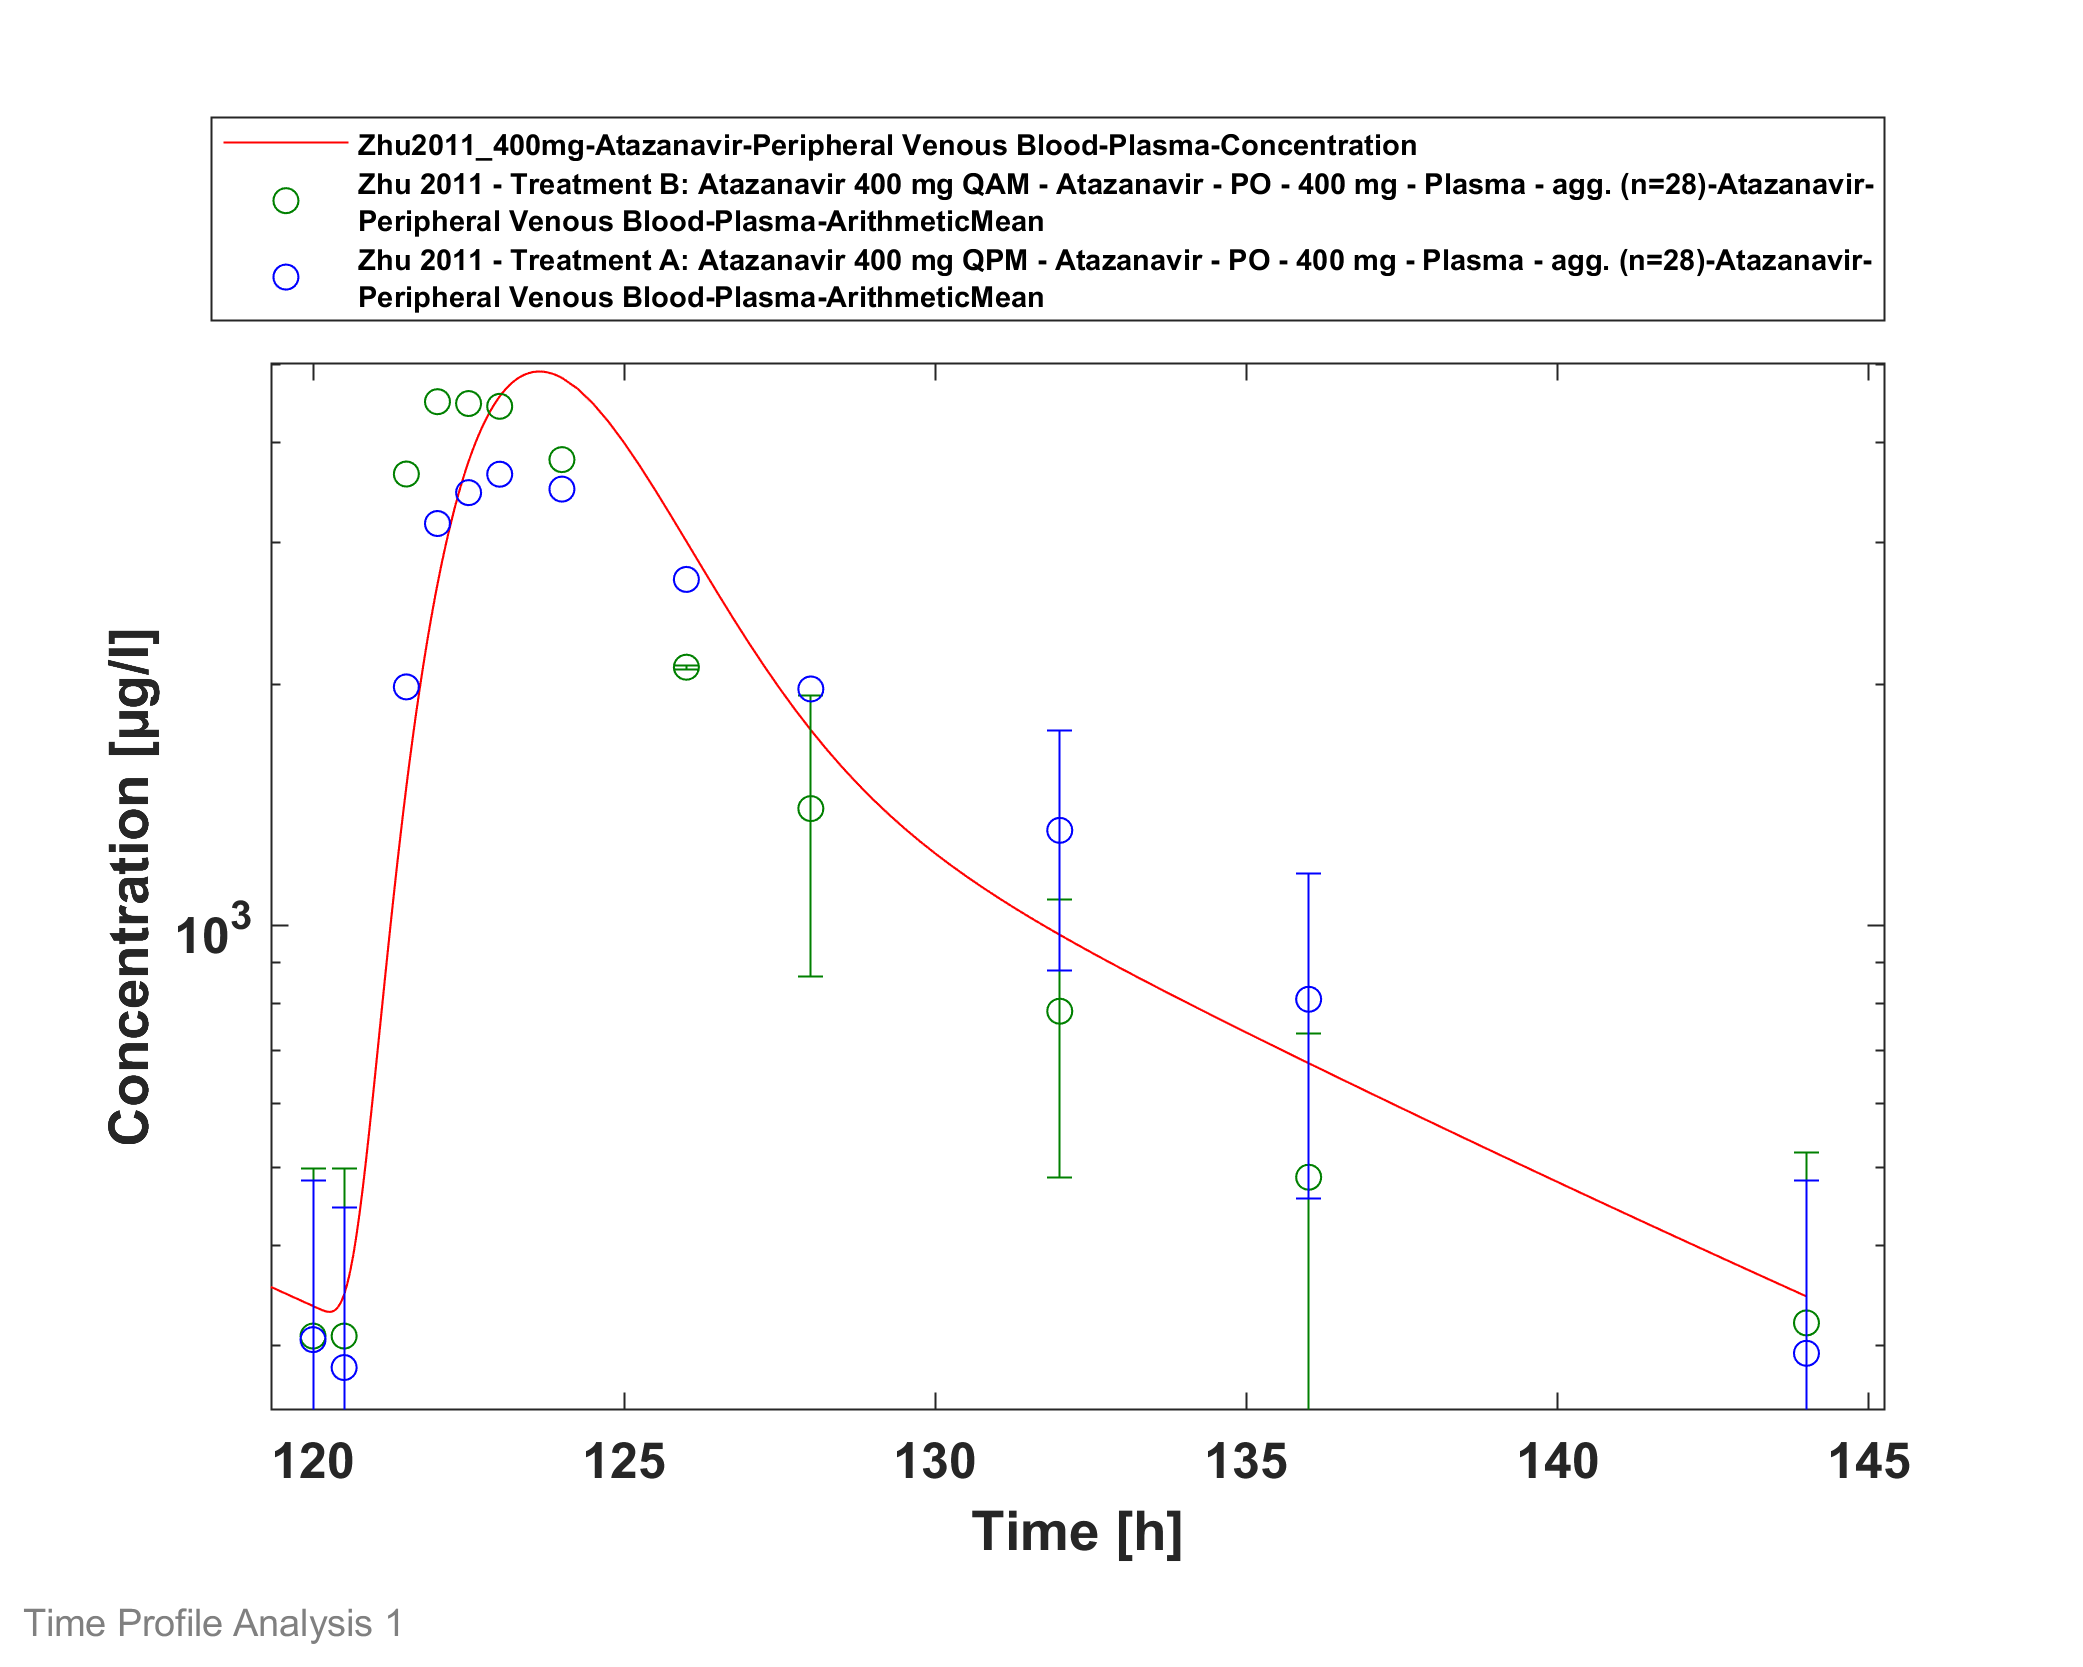 Zhu2011_400mg-Atazanavir-Peripheral Venous Blood-Plasma-Concentration
Zhu 2011 - Treatment B: Atazanavir 400 mg QAM - Atazanavir - PO - 400 mg - Plasma - agg. (n=28)-Atazanavir-
Peripheral Venous Blood-Plasma-ArithmeticMean
Zhu 2011 - Treatment A: Atazanavir 400 mg QPM - Atazanavir - PO - 400 mg - Plasma - agg. (n=28)-Atazanavir-
Peripheral Venous Blood-Plasma-ArithmeticMean
Concentration [µg/l]
10³
120 125 130 135 140 145
Time [h]
Time Profile Analysis 1